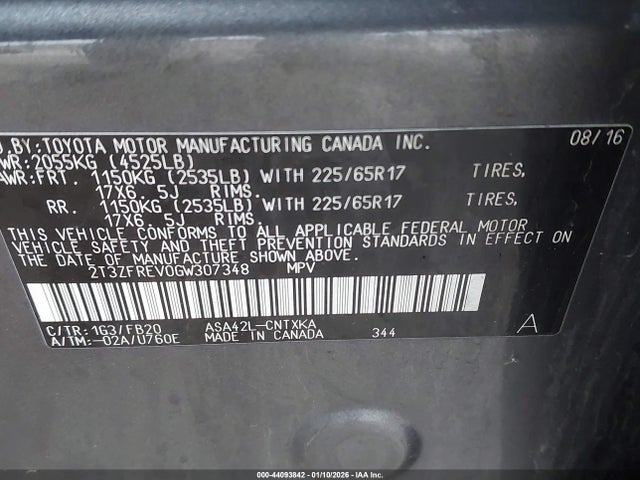 BY:TOYOTA MOTOR MANUFACTURING CANADA INC. 08/16
WR:2055KG (4525LB)
AWR:FRT. 1150KG (2535LB) WITH 225/65R17 TIRES,
17X6.5J RIMS.
RR. 1150KG (2535LB) WITH 225/65R17 TIRES,
17X6.5J RIMS.
THIS VEHICLE CONFORMS TO ALL APPLICABLE FEDERAL MOTOR
VEHICLE SAFETY AND THEFT PREVENTION STANDARDS IN EFFECT ON
THE DATE OF MANUFACTURE SHOWN ABOVE.
2T3ZFREV0GW307348 MPV
C/TR: 1G3/FB20 ASA42L-CNTXKA 344 A
A/TM:-02A/U760E MADE IN CANADA
000-44093842 - 01/10/2026 - IAA Inc.